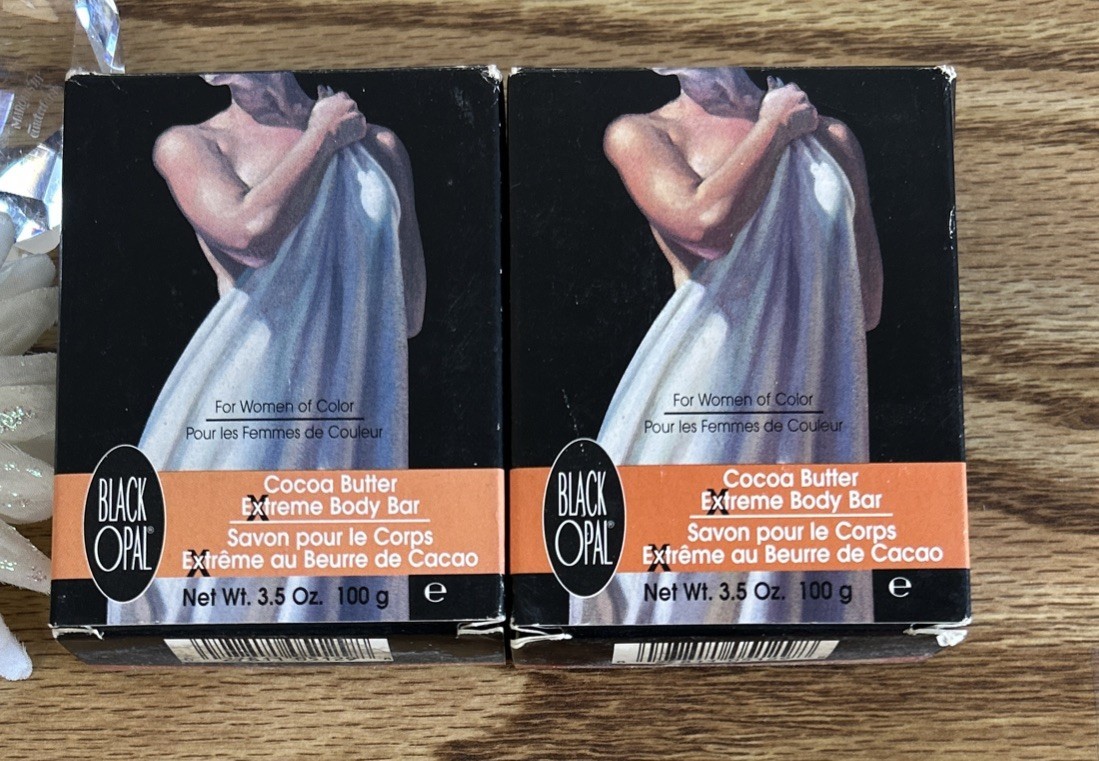 For Women of Color
Pour les Femmes de Couleur
BLACK OPAL®
Cocoa Butter
Extreme Body Bar
Savon pour le Corps
Extrême au Beurre de Cacao
Net Wt. 3.5 Oz. 100 g ℮
For Women of Color
Pour les Femmes de Couleur
BLACK OPAL®
Cocoa Butter
Extreme Body Bar
Savon pour le Corps
Extrême au Beurre de Cacao
Net Wt. 3.5 Oz. 100 g ℮